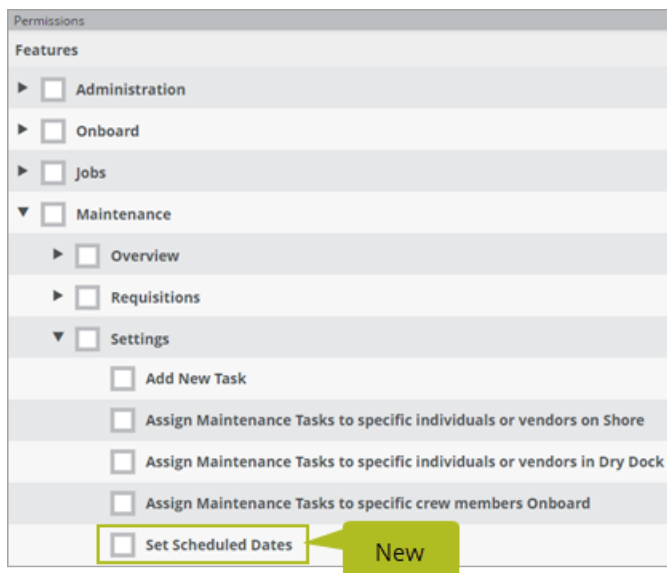 Permissions
Features
Administration
Onboard
Jobs
Maintenance
Overview
Requisitions
Settings
Add New Task
Assign Maintenance Tasks to specific individuals or vendors on Shore
Assign Maintenance Tasks to specific individuals or vendors in Dry Dock
Assign Maintenance Tasks to specific crew members Onboard
Set Scheduled Dates
New